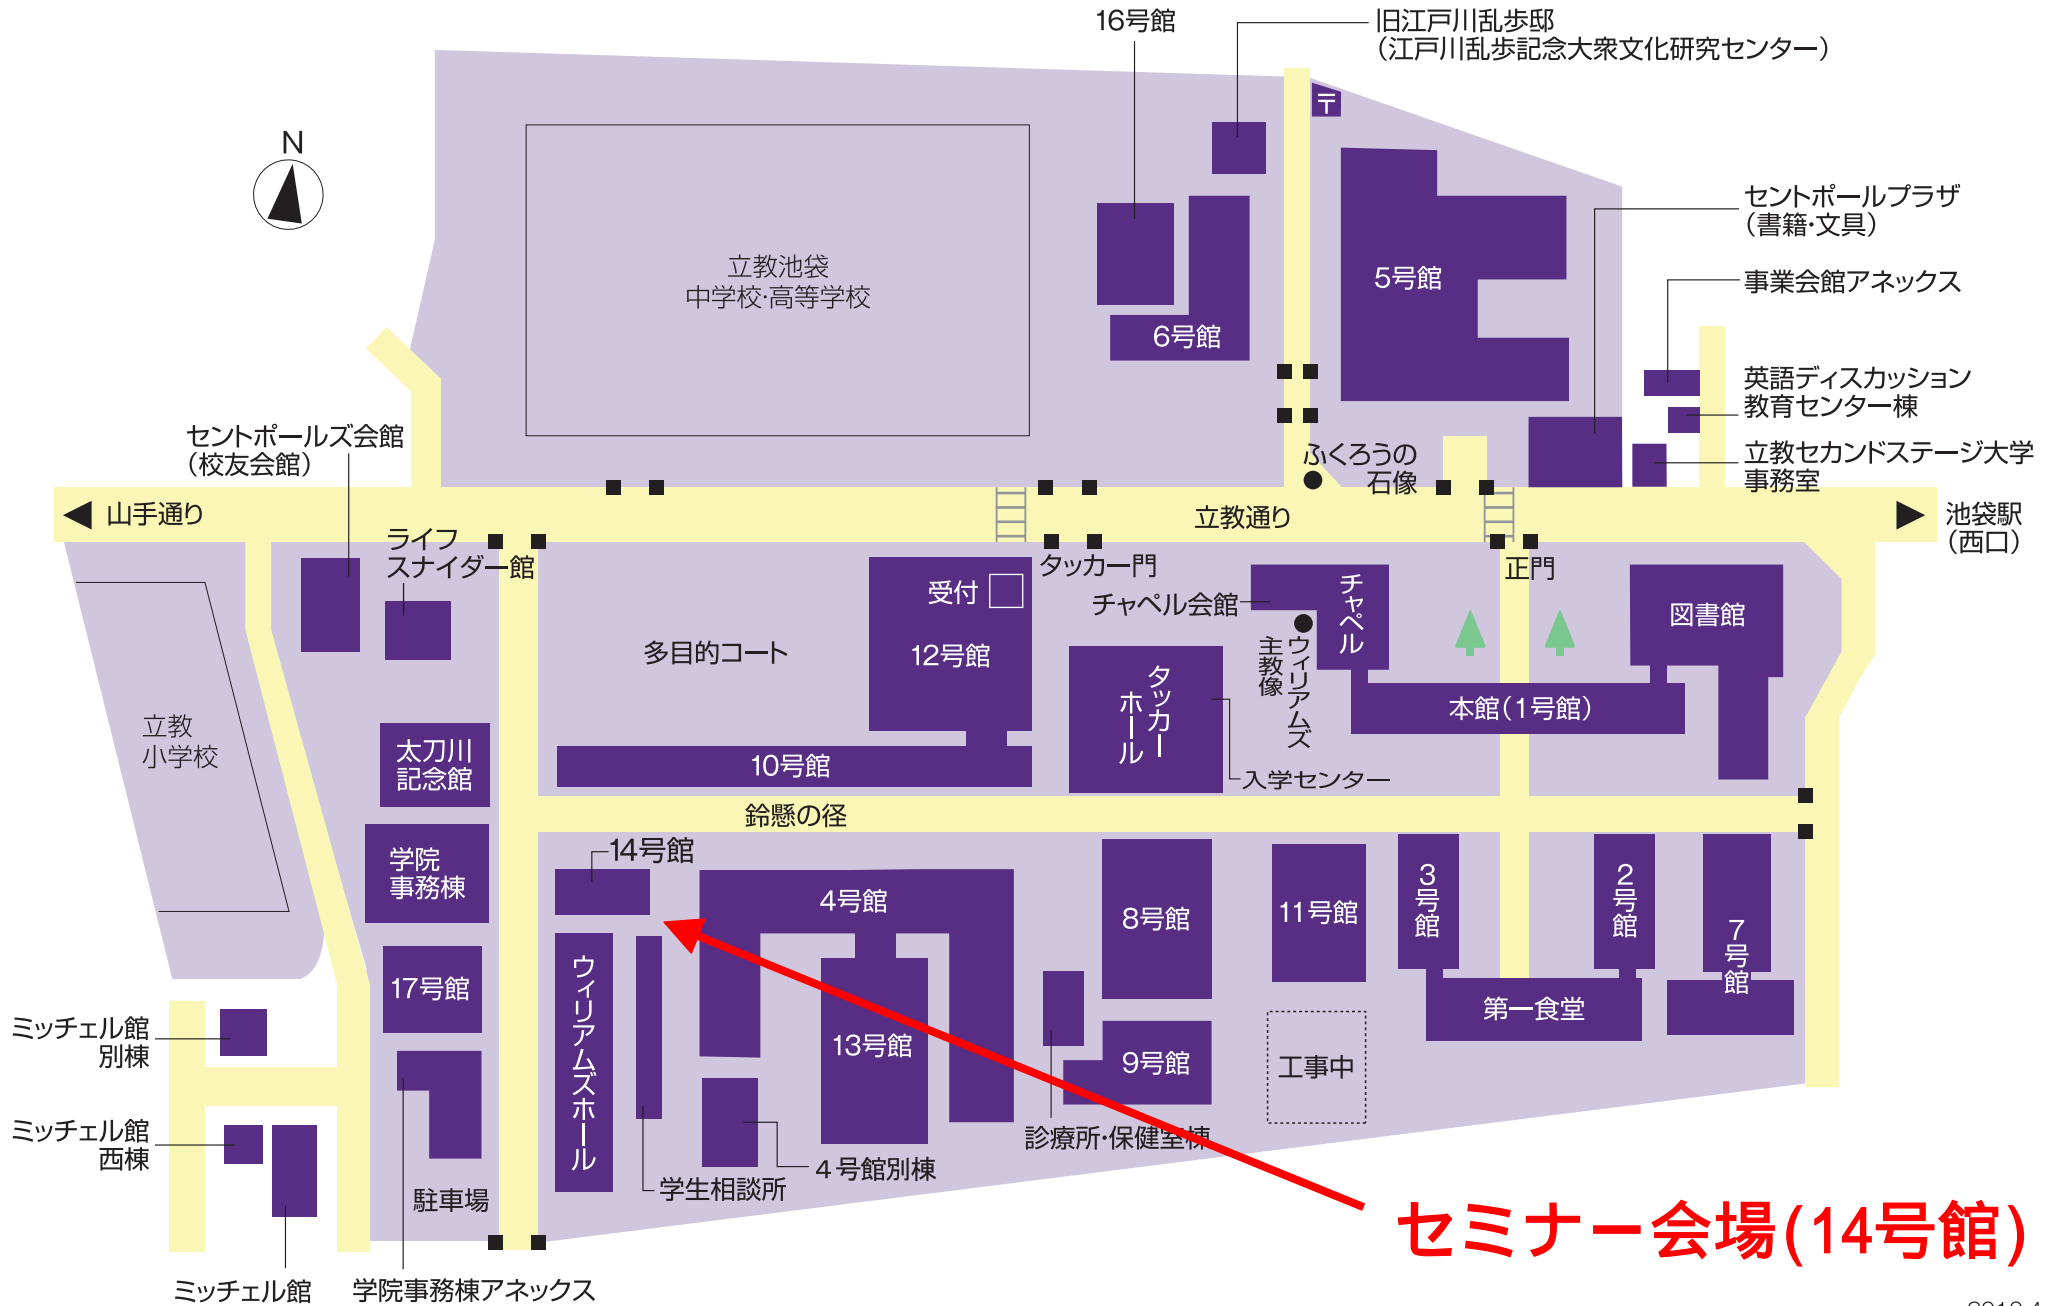 16号館
旧江戸川乱歩邸
（江戸川乱歩記念大衆文化研究センター）
N
〒
セントポールプラザ
（書籍・文具）
立教池袋
中学校・高等学校
5号館
事業会館アネックス
6号館
英語ディスカッション
教育センター棟
セントポールズ会館
（校友会館）
ふくろうの
石像
立教セカンドステージ大学
事務室
山手通り
立教通り
池袋駅
（西口）
ライフ
スナイダー館
タッカー門
正門
受付
チャペル会館
チャペル
図書館
12号館
多目的コート
ウィリアムズ
主教像
タッカー
ホール
本館（1号館）
立教
小学校
太刀川
記念館
10号館
入学センター
鈴懸の径
14号館
学院
事務棟
4号館
8号館
11号館
3号館
2号館
7号館
17号館
ウィリアムズホール
第一食堂
ミッチェル館
別棟
13号館
9号館
工事中
ミッチェル館
西棟
診療所・保健室棟
4号館別棟
学生相談所
駐車場
セミナー会場(14号館)
ミッチェル館
学院事務棟アネックス